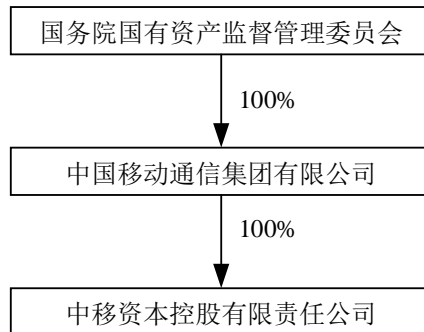 国务院国有资产监督管理委员会
100%
中国移动通信集团有限公司
100%
中移资本控股有限责任公司